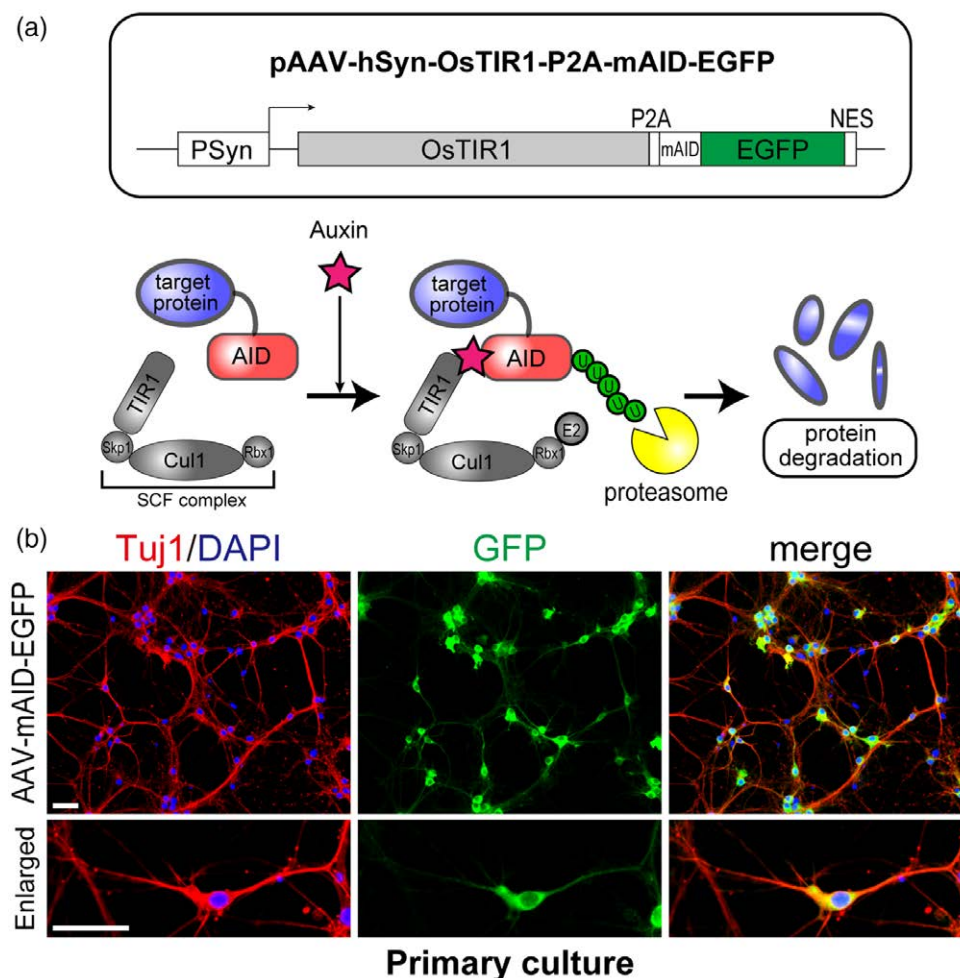 (a)
pAAV-hSyn-OsTIR1-P2A-mAID-EGFP
P2A
NES
PSyn
OsTIR1
mAID
EGFP
Auxin
target
protein
AID
TIR1
Skp1
Cul1
Rbx1
SCF complex
target
protein
AID
TIR1
U
U
U
U
U
E2
Skp1
Cul1
Rbx1
proteasome
protein
degradation
(b)
Tuj1/DAPI
GFP
merge
AAV-mAID-EGFP
Enlarged
Primary culture